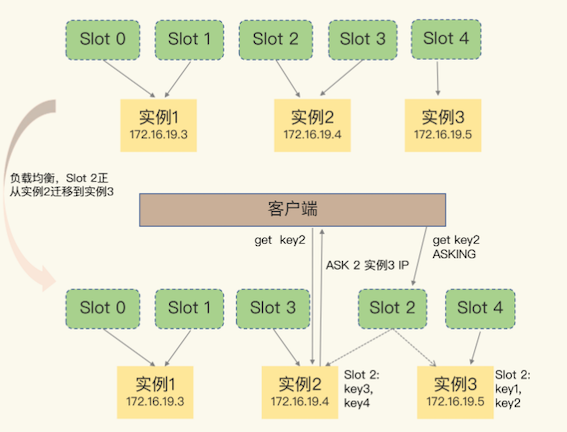 Slot 0
Slot 1
Slot 2
Slot 3
Slot 4
实例1
172.16.19.3
实例2
172.16.19.4
实例3
172.16.19.5
负载均衡，Slot 2正
从实例2迁移到实例3
客户端
get key2
ASK 2 实例3 IP
get key2
ASKING
Slot 0
Slot 1
Slot 3
Slot 2
Slot 4
实例1
172.16.19.3
实例2
172.16.19.4
Slot 2:
key3,
key4
实例3
172.16.19.5
Slot 2:
key1,
key2